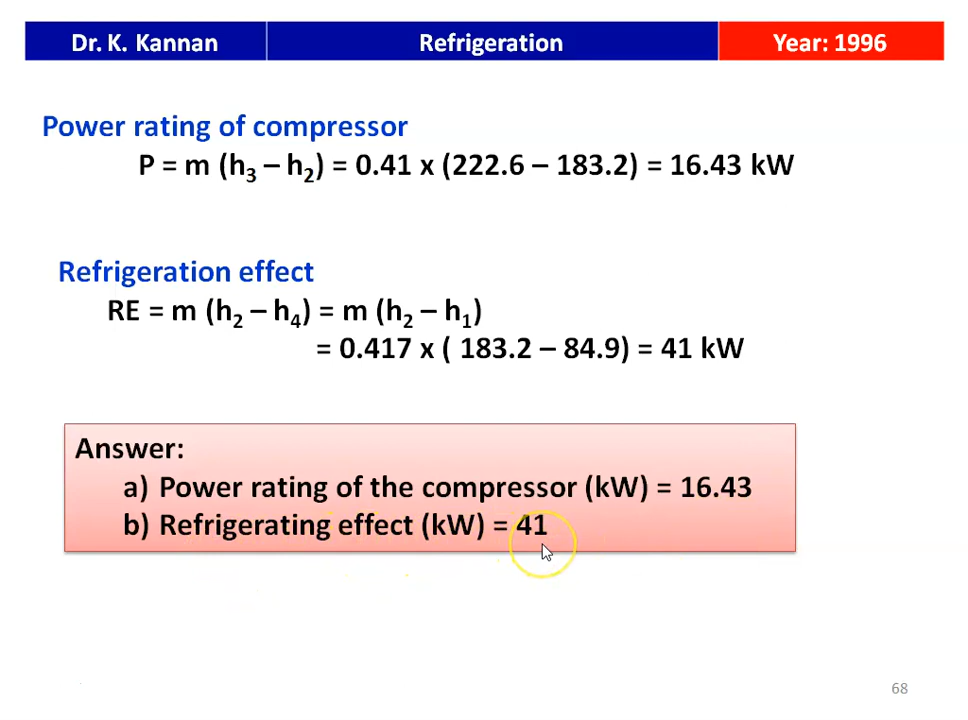 Dr. K. Kannan
Refrigeration
Year: 1996
Power rating of compressor
P = m (h₃ – h₂) = 0.41 x (222.6 – 183.2) = 16.43 kW
Refrigeration effect
RE = m (h₂ – h₄) = m (h₂ – h₁)
= 0.417 x ( 183.2 – 84.9) = 41 kW
Answer:
a) Power rating of the compressor (kW) = 16.43
b) Refrigerating effect (kW) = 41
68